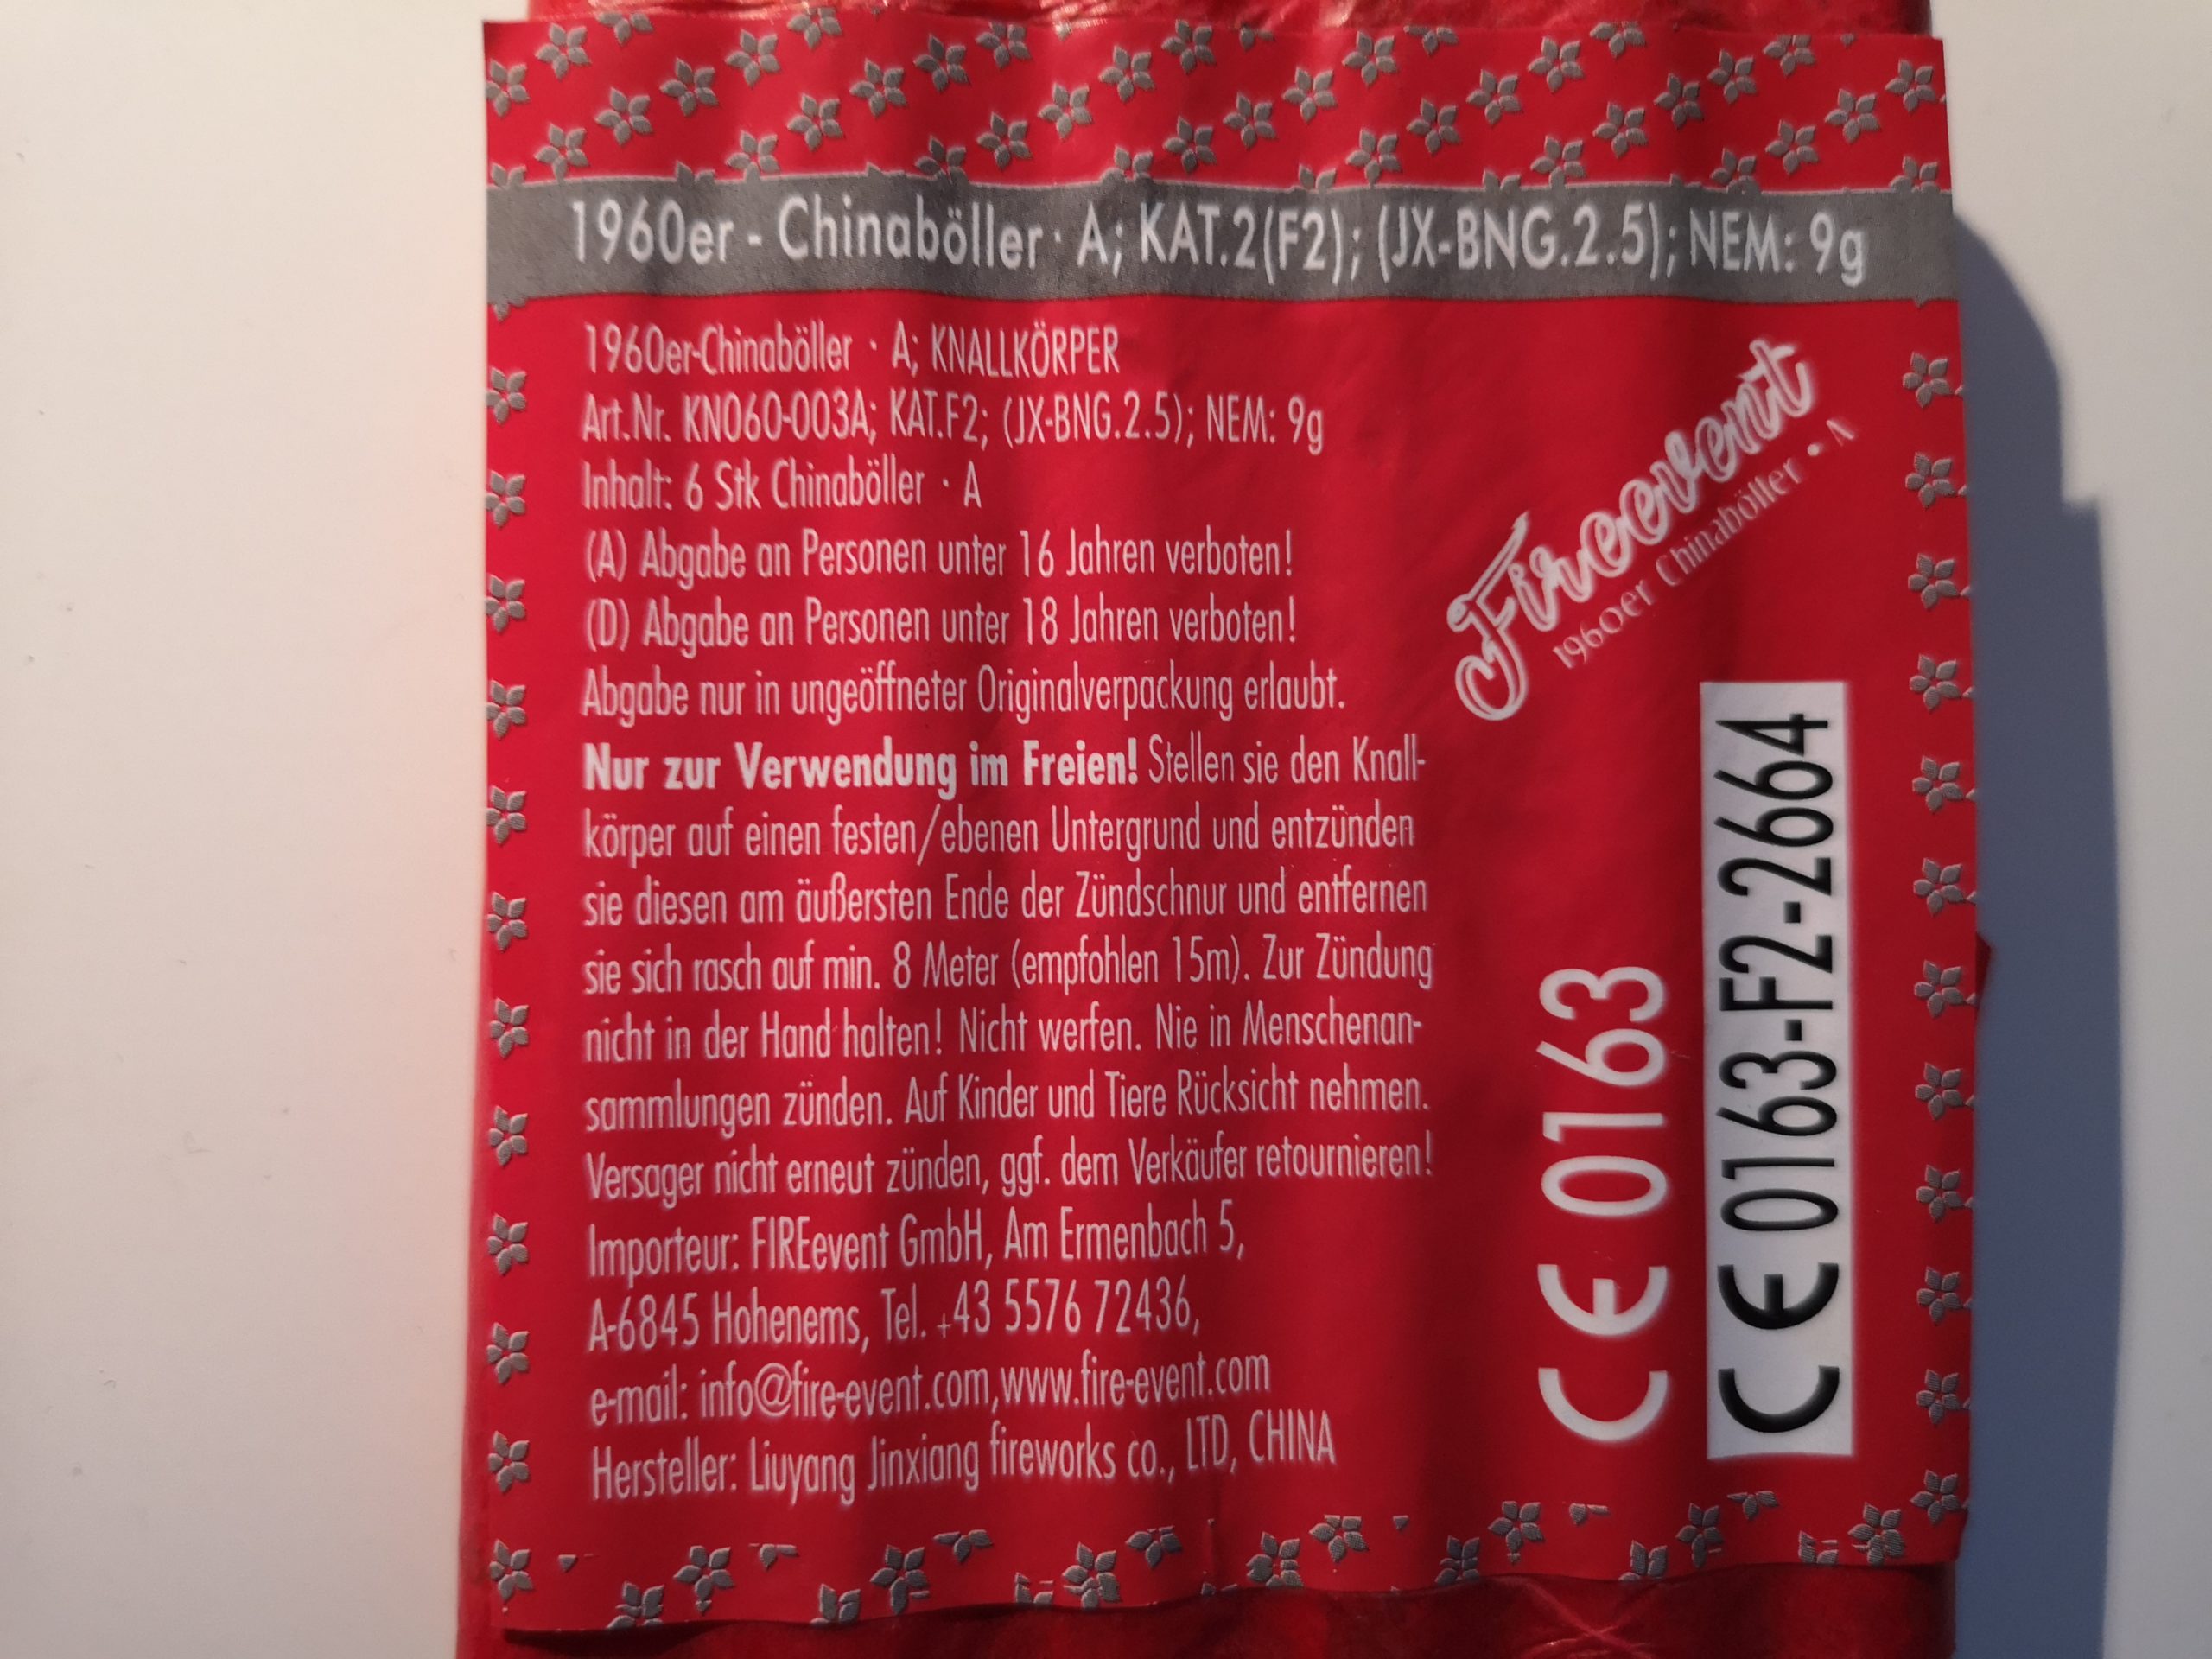 1960er - Chinaböller · A; KAT.2(F2); (JX-BNG.2.5); NEM: 9g
1960er-Chinaböller · A; KNALLKÖRPER
Art.Nr. KN060-003A; KAT.F2; (JX-BNG.2.5); NEM: 9g
Inhalt: 6 Stk Chinaböller · A
(A) Abgabe an Personen unter 16 Jahren verboten!
(D) Abgabe an Personen unter 18 Jahren verboten!
Abgabe nur in ungeöffneter Originalverpackung erlaubt.
Nur zur Verwendung im Freien! Stellen sie den Knall-
körper auf einen festen/ebenen Untergrund und entzünden
sie diesen am äußersten Ende der Zündschnur und entfernen
sie sich rasch auf min. 8 Meter (empfohlen 15m). Zur Zündung
nicht in der Hand halten! Nicht werfen. Nie in Menschenan-
sammlungen zünden. Auf Kinder und Tiere Rücksicht nehmen.
Versager nicht erneut zünden, ggf. dem Verkäufer retournieren!
Importeur: FIREevent GmbH, Am Ermenbach 5,
A-6845 Hohenems, Tel. +43 5576 72436,
e-mail: info@fire-event.com,www.fire-event.com
Hersteller: Liuyang Jinxiang fireworks co., LTD, CHINA
Fireevent
1960er Chinaböller • A
CE 0163
CE 0163-F2-2664